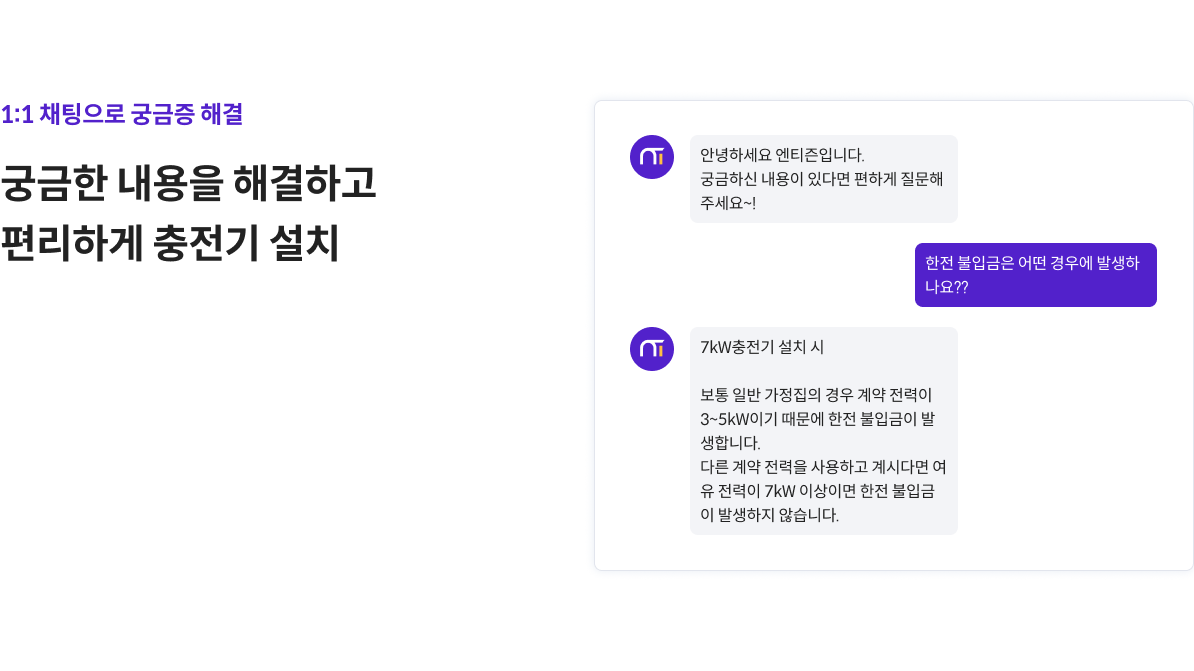 1:1 채팅으로 궁금증 해결
궁금한 내용을 해결하고
편리하게 충전기 설치
안녕하세요 엔티즌입니다.
궁금하신 내용이 있다면 편하게 질문해
주세요~!
한전 불입금은 어떤 경우에 발생하
나요??
7kW충전기 설치 시
보통 일반 가정집의 경우 계약 전력이
3~5kW이기 때문에 한전 불입금이 발
생합니다.
다른 계약 전력을 사용하고 계시다면 여
유 전력이 7kW 이상이면 한전 불입금
이 발생하지 않습니다.